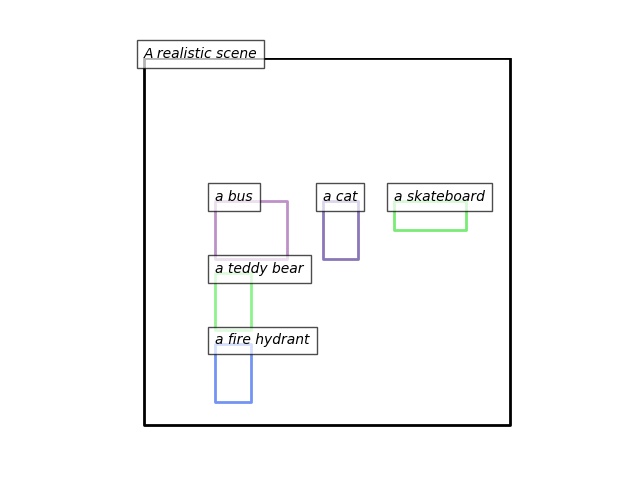 A realistic scene
a bus
a cat
a skateboard
a teddy bear
a fire hydrant